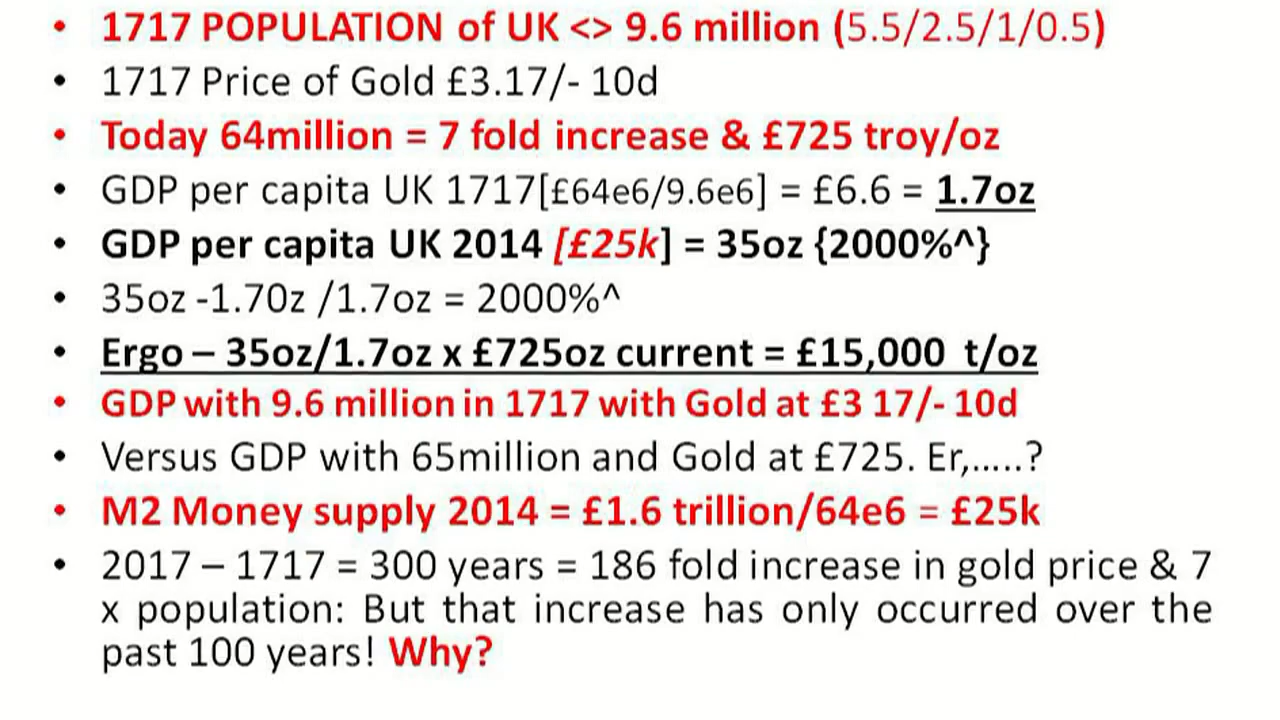 • 1717 POPULATION of UK <> 9.6 million (5.5/2.5/1/0.5)
• 1717 Price of Gold £3.17/- 10d
• Today 64million = 7 fold increase & £725 troy/oz
• GDP per capita UK 1717[£64e6/9.6e6] = £6.6 = 1.7oz
• GDP per capita UK 2014 [£25k] = 35oz {2000%^}
• 35oz -1.70z /1.7oz = 2000%^
• Ergo – 35oz/1.7oz x £725oz current = £15,000 t/oz
• GDP with 9.6 million in 1717 with Gold at £3 17/- 10d
• Versus GDP with 65million and Gold at £725. Er,…..?
• M2 Money supply 2014 = £1.6 trillion/64e6 = £25k
• 2017 – 1717 = 300 years = 186 fold increase in gold price & 7
x population: But that increase has only occurred over the
past 100 years! Why?